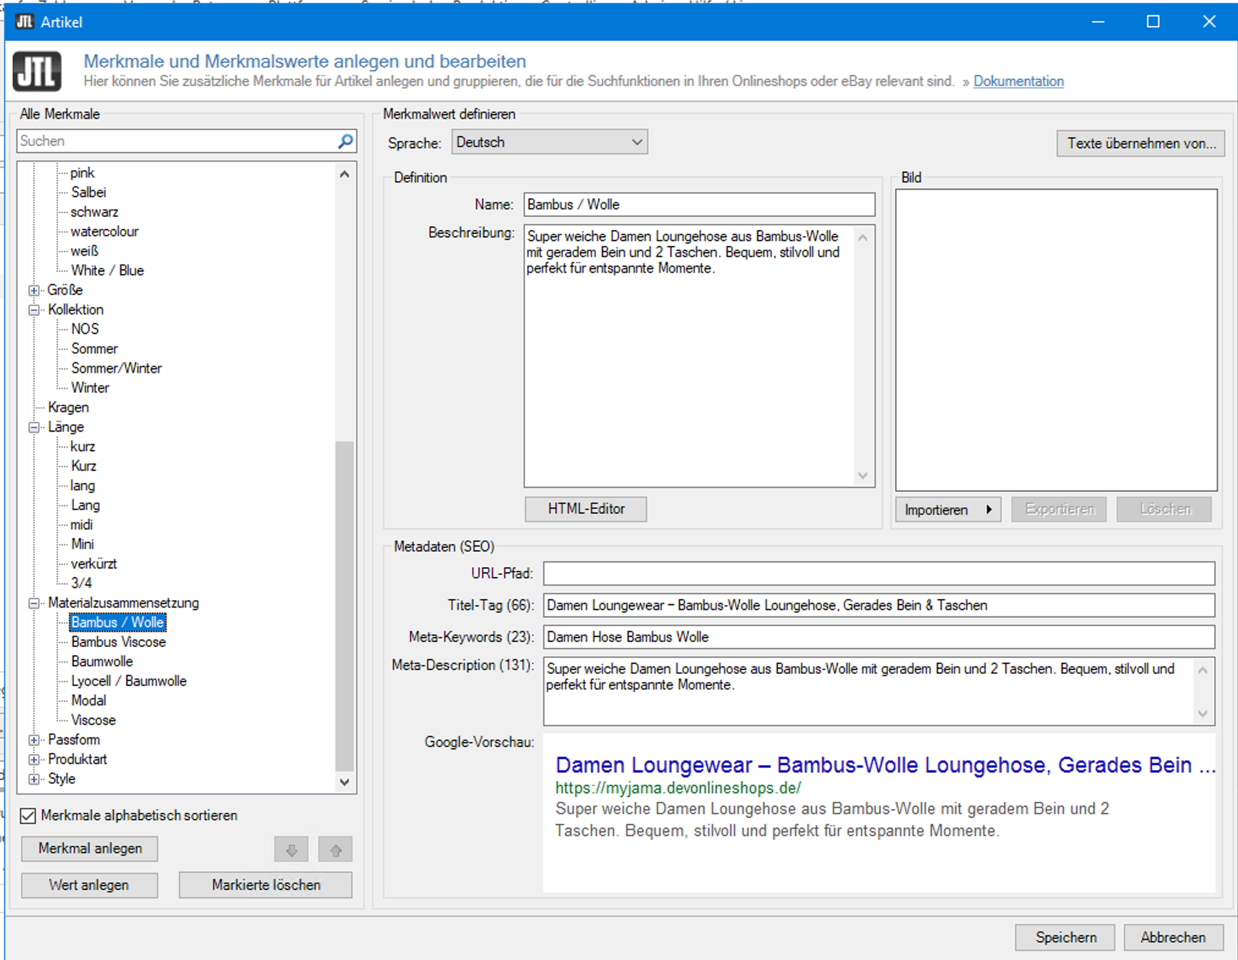 JTL Artikel
JTL
Merkmale und Merkmalswerte anlegen und bearbeiten
Hier können Sie zusätzliche Merkmale für Artikel anlegen und gruppieren, die für die Suchfunktionen in Ihren Onlineshops oder eBay relevant sind. » Dokumentation
Alle Merkmale
Suchen
pink
Salbei
schwarz
watercolour
weiß
White / Blue
Größe
Kollektion
NOS
Sommer
Sommer/Winter
Winter
Kragen
Länge
kurz
Kurz
lang
Lang
midi
Mini
verkürzt
3/4
Materialzusammensetzung
Bambus / Wolle
Bambus Viscose
Baumwolle
Lyocell / Baumwolle
Modal
Viscose
Passform
Produktart
Style
Merkmale alphabetisch sortieren
Merkmal anlegen
Wert anlegen
Markierte löschen
Merkmalwert definieren
Sprache: Deutsch
Texte übernehmen von...
Definition
Name: Bambus / Wolle
Beschreibung: Super weiche Damen Loungehose aus Bambus-Wolle
mit geradem Bein und 2 Taschen. Bequem, stilvoll und
perfekt für entspannte Momente.
HTML-Editor
Bild
Importieren
Exportieren
Löschen
Metadaten (SEO)
URL-Pfad:
Titel-Tag (66): Damen Loungewear – Bambus-Wolle Loungehose, Gerades Bein & Taschen
Meta-Keywords (23): Damen Hose Bambus Wolle
Meta-Description (131): Super weiche Damen Loungehose aus Bambus-Wolle mit geradem Bein und 2 Taschen. Bequem, stilvoll und
perfekt für entspannte Momente.
Google-Vorschau:
Damen Loungewear – Bambus-Wolle Loungehose, Gerades Bein ...
https://myjama.devonlineshops.de/
Super weiche Damen Loungehose aus Bambus-Wolle mit geradem Bein und 2
Taschen. Bequem, stilvoll und perfekt für entspannte Momente.
Speichern
Abbrechen